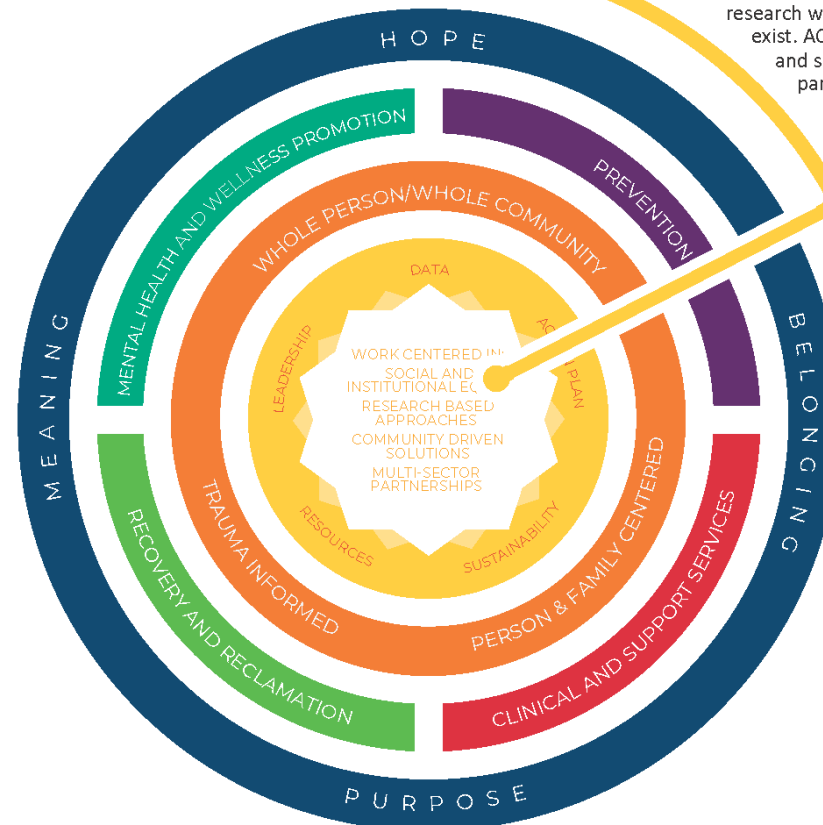 research w
exist. AC
and s
par
HOPE
MEANING
BELONGING
PURPOSE
MENTAL HEALTH AND WELLNESS PROMOTION
PREVENTION
RECOVERY AND RECLAMATION
CLINICAL AND SUPPORT SERVICES
WHOLE PERSON/WHOLE COMMUNITY
TRAUMA INFORMED
PERSON & FAMILY CENTERED
DATA
LEADERSHIP
PLAN
RESOURCES
SUSTAINABILITY
WORK CENTERED IN:
SOCIAL AND
INSTITUTIONAL
RESEARCH BASED
APPROACHES
COMMUNITY DRIVEN
SOLUTIONS
MULTI-SECTOR
PARTNERSHIPS